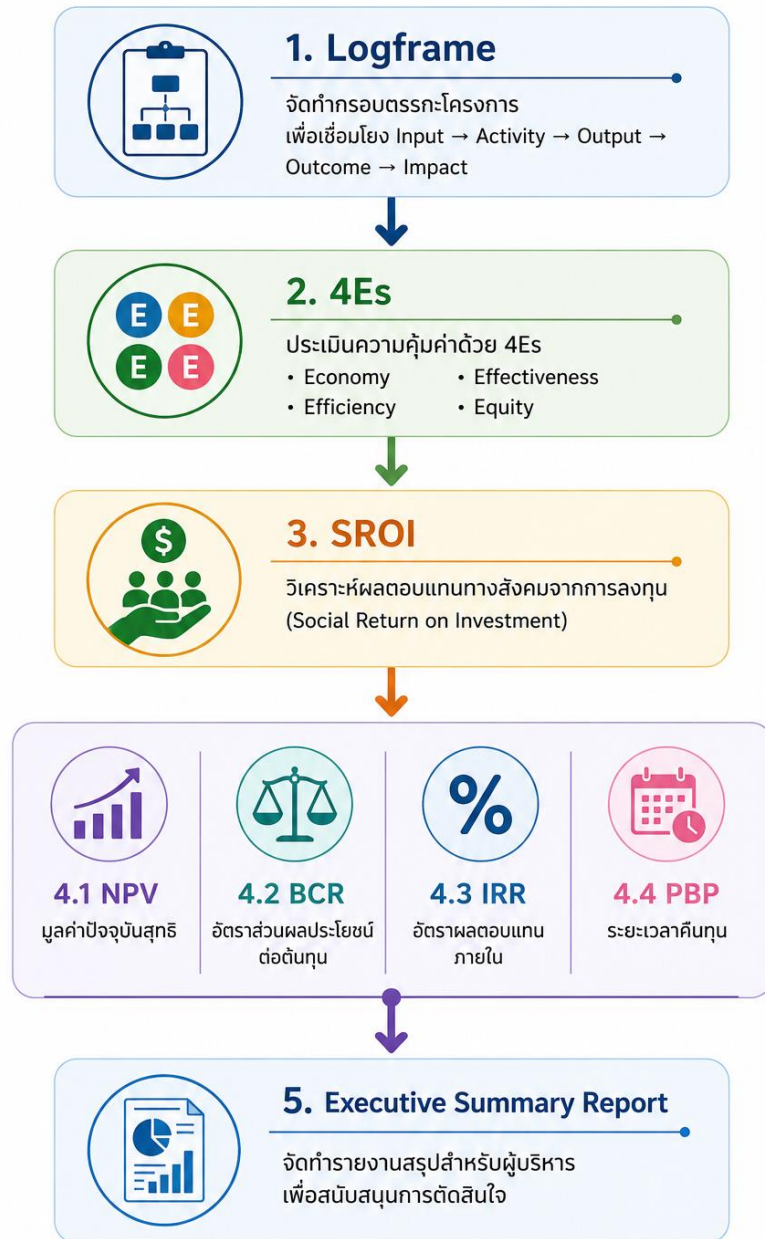 1. Logframe
จัดทำกรอบตรรกะโครงการ
เพื่อเชื่อมโยง Input → Activity → Output →
Outcome → Impact
E E
E E
2. 4Es
ประเมินความคุ้มค่าด้วย 4Es
• Economy • Effectiveness
• Efficiency • Equity
$
3. SROI
วิเคราะห์ผลตอบแทนทางสังคมจากการลงทุน
(Social Return on Investment)
4.1 NPV
มูลค่าปัจจุบันสุทธิ
4.2 BCR
อัตราส่วนผลประโยชน์
ต่อต้นทุน
%
4.3 IRR
อัตราผลตอบแทน
ภายใน
4.4 PBP
ระยะเวลาคืนทุน
5. Executive Summary Report
จัดทำรายงานสรุปสำหรับผู้บริหาร
เพื่อสนับสนุนการตัดสินใจ